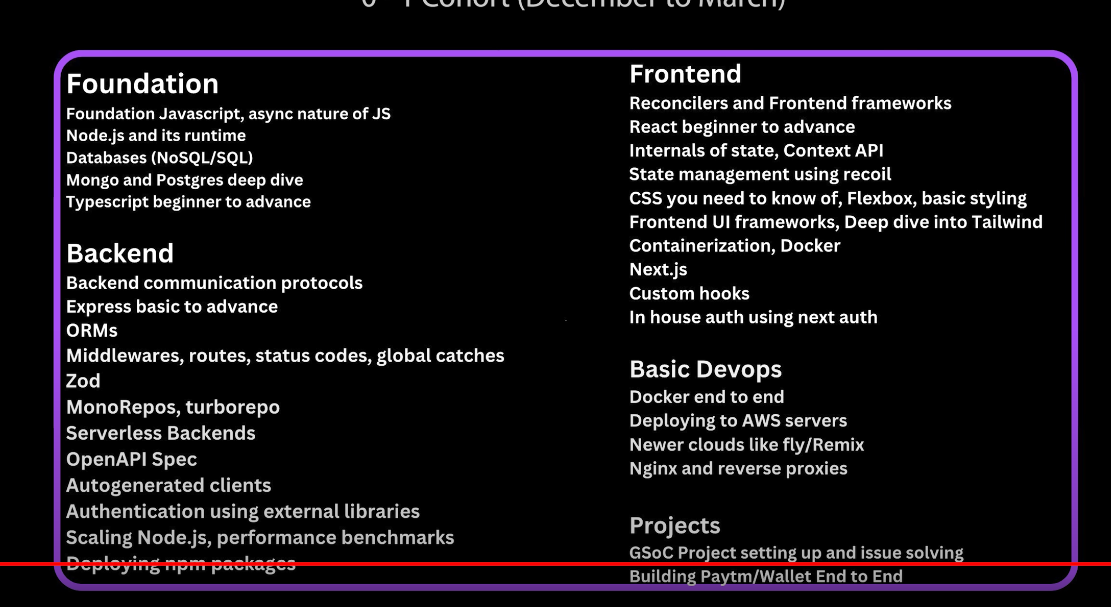 0 - 1 Cohort (December to March)
Foundation
Foundation Javascript, async nature of JS
Node.js and its runtime
Databases (NoSQL/SQL)
Mongo and Postgres deep dive
Typescript beginner to advance
Backend
Backend communication protocols
Express basic to advance
ORMs
Middlewares, routes, status codes, global catches
Zod
MonoRepos, turborepo
Serverless Backends
OpenAPI Spec
Autogenerated clients
Authentication using external libraries
Scaling Node.js, performance benchmarks
Deploying npm packages
Frontend
Reconcilers and Frontend frameworks
React beginner to advance
Internals of state, Context API
State management using recoil
CSS you need to know of, Flexbox, basic styling
Frontend UI frameworks, Deep dive into Tailwind
Containerization, Docker
Next.js
Custom hooks
In house auth using next auth
Basic Devops
Docker end to end
Deploying to AWS servers
Newer clouds like fly/Remix
Nginx and reverse proxies
Projects
GSoC Project setting up and issue solving
Building Paytm/Wallet End to End